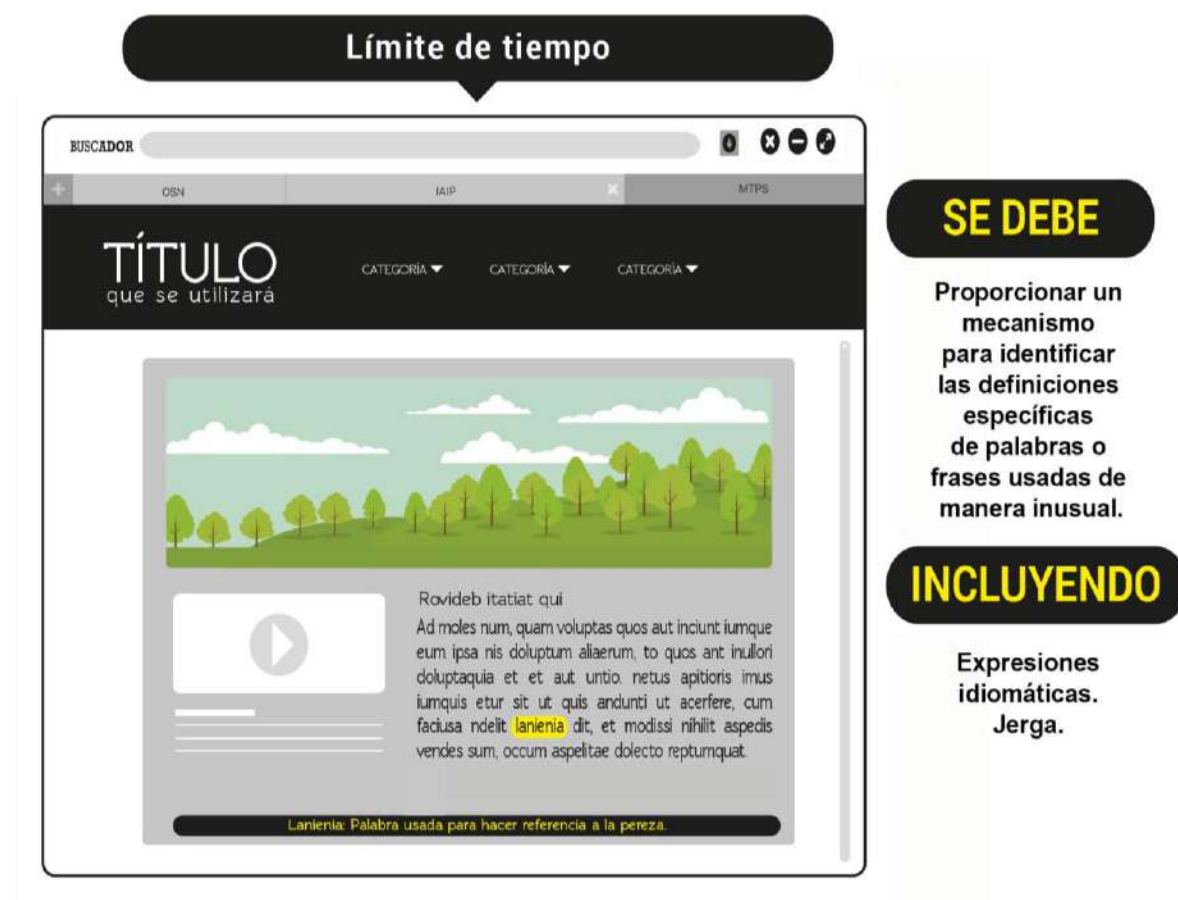 Límite de tiempo
BUSCADOR
OSN
IAIP
MTPS
TÍTULO
que se utilizará
CATEGORÍA
CATEGORÍA
CATEGORÍA
Rovideb itatiat qui
Ad moles num, quam voluptas quos aut inciunt iumque
eum ipsa nis doluptum aliaerum, to quos ant inullori
doluptaquia et et aut untio. netus apitioris imus
iumquis etur sit ut quis andunti ut acerfere, cum
faciusa ndelit lanienia dit, et modissi nihilit aspedis
vendes sum, occum aspelitae dolecto reptumquat.
Lanienia: Palabra usada para hacer referencia a la pereza.
SE DEBE
Proporcionar un
mecanismo
para identificar
las definiciones
específicas
de palabras o
frases usadas de
manera inusual.
INCLUYENDO
Expresiones
idiomáticas.
Jerga.